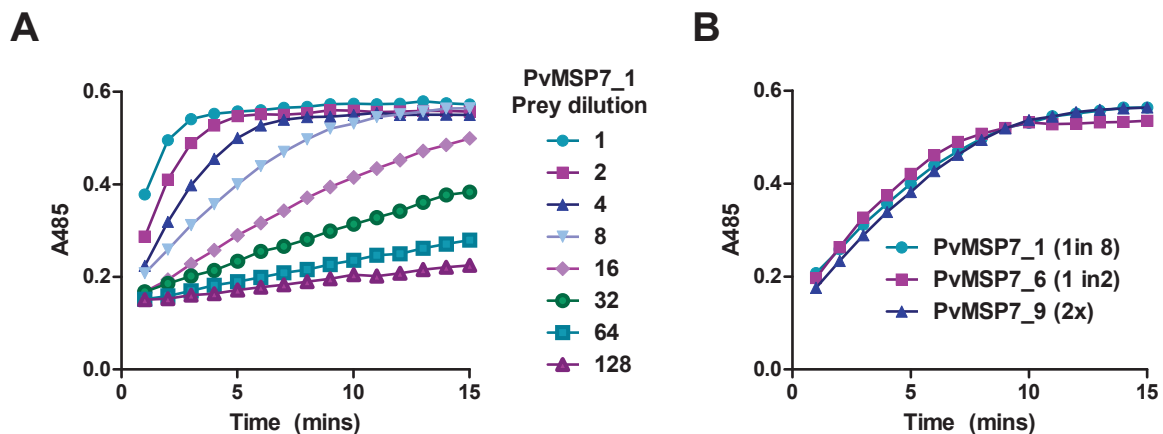 A
A485
0.6
0.4
0.2
0.0
0
5
10
15
Time (mins)
PvMSP7_1
Prey dilution
1
2
4
8
16
32
64
128
B
A485
0.6
0.4
0.2
0.0
0
5
10
15
Time (mins)
PvMSP7_1 (1in 8)
PvMSP7_6 (1 in2)
PvMSP7_9 (2x)